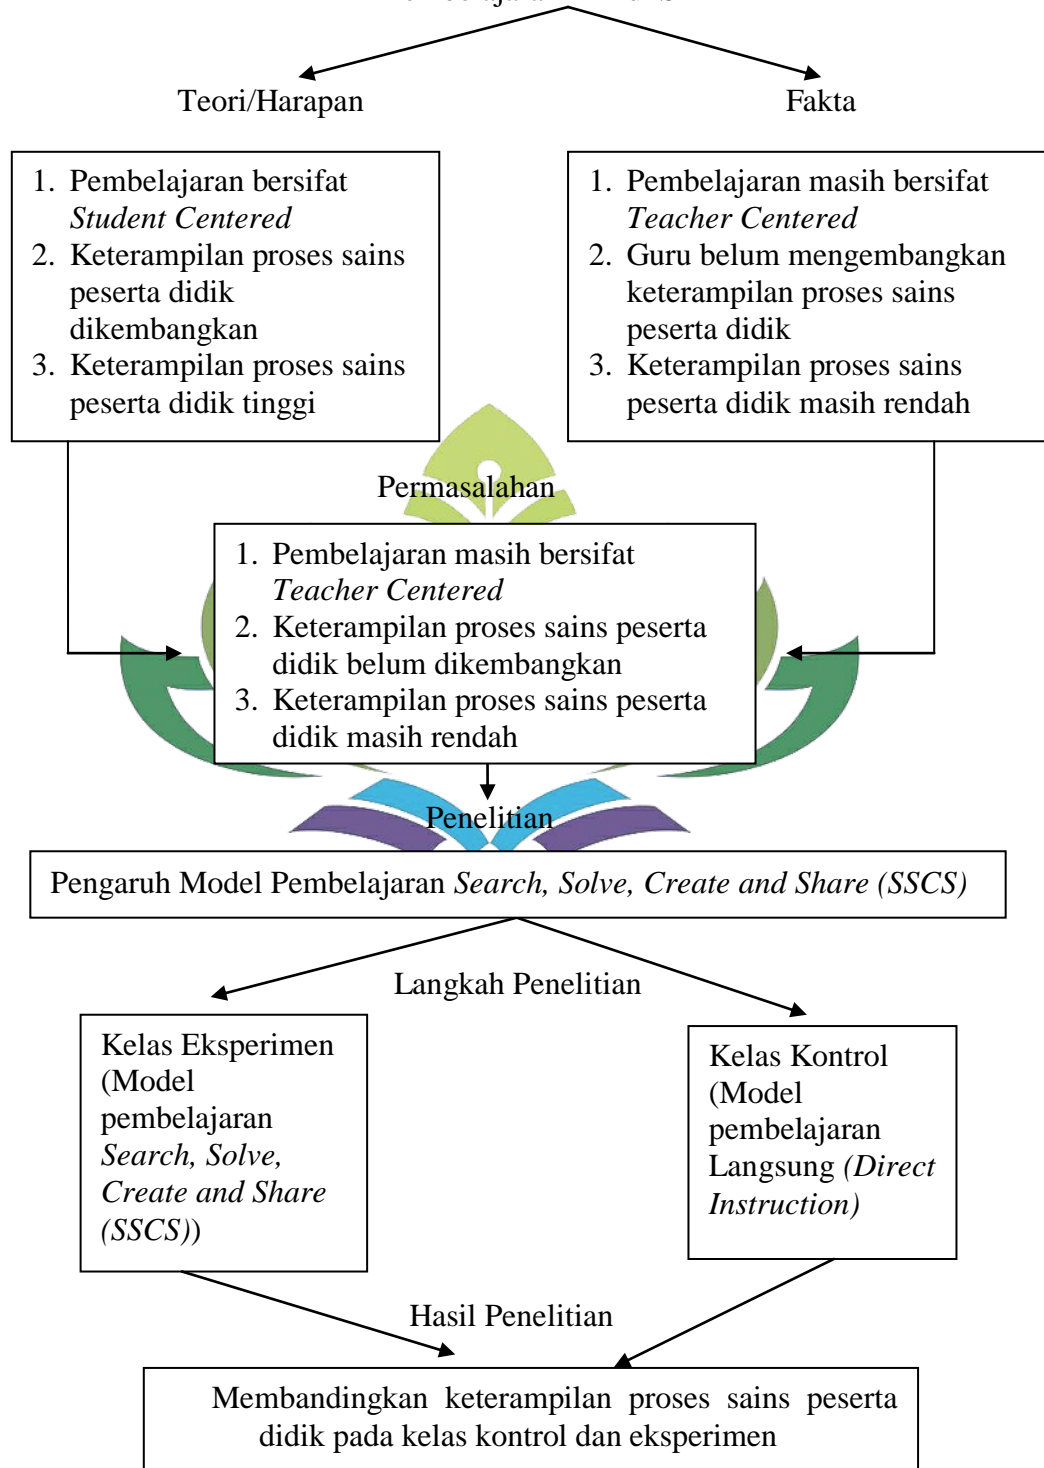 Teori/Harapan
Fakta
1. Pembelajaran bersifat
Student Centered
2. Keterampilan proses sains
peserta didik
dikembangkan
3. Keterampilan proses sains
peserta didik tinggi
1. Pembelajaran masih bersifat
Teacher Centered
2. Guru belum mengembangkan
keterampilan proses sains
peserta didik
3. Keterampilan proses sains
peserta didik masih rendah
Permasalahan
1. Pembelajaran masih bersifat
Teacher Centered
2. Keterampilan proses sains peserta
didik belum dikembangkan
3. Keterampilan proses sains peserta
didik masih rendah
Penelitian
Pengaruh Model Pembelajaran Search, Solve, Create and Share (SSCS)
Langkah Penelitian
Kelas Eksperimen
(Model
pembelajaran
Search, Solve,
Create and Share
(SSCS))
Kelas Kontrol
(Model
pembelajaran
Langsung (Direct
Instruction)
Hasil Penelitian
Membandingkan keterampilan proses sains peserta
didik pada kelas kontrol dan eksperimen